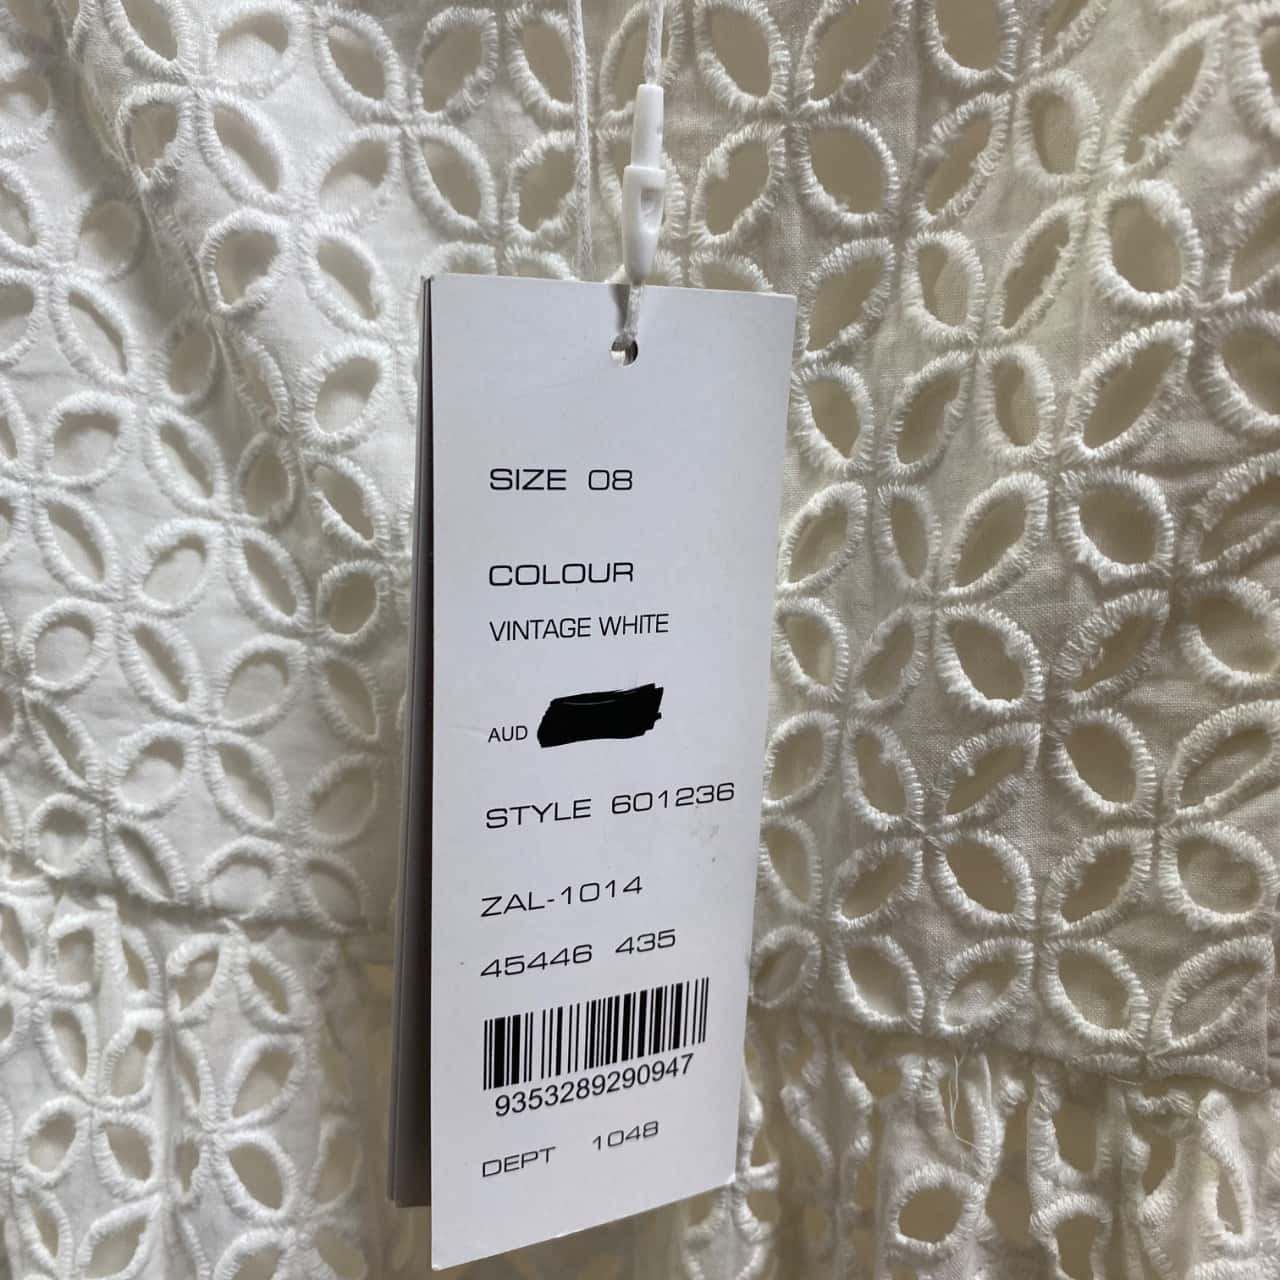 SIZE 08
COLOUR
VINTAGE WHITE
AUD
STYLE 601236
ZAL-1014
45446 435
9353289290947
DEPT 1048